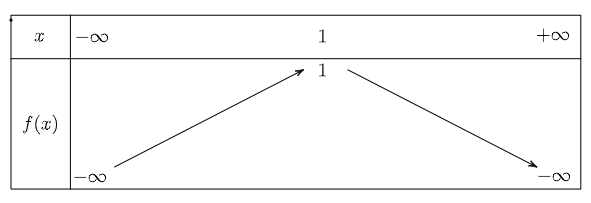 x −∞ 1 +∞
1
f(x)
−∞ −∞